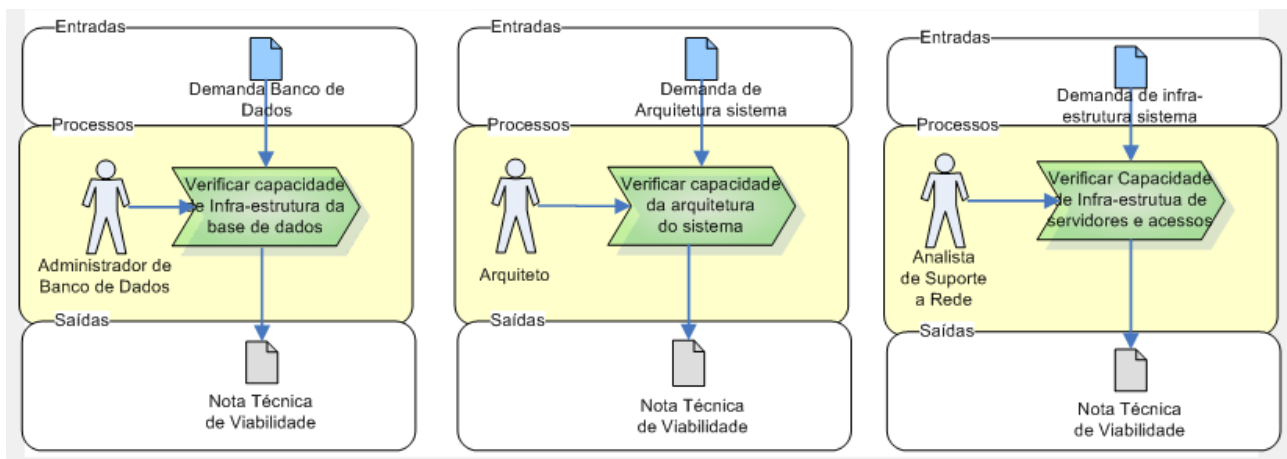 Entradas
Demanda Banco de
Dados
Processos
Verificar capacidade
de Infra-estrutura da
base de dados
Administrador de
Banco de Dados
Saídas
Nota Técnica
de Viabilidade
Entradas
Demanda de
Arquitetura sistema
Processos
Verificar capacidade
da arquitetura
do sistema
Arquiteto
Saídas
Nota Técnica
de Viabilidade
Entradas
Demanda de infra-
estrutura sistema
Processos
Verificar Capacidade
de Infra-estrutua de
servidores e acessos
Analista
de Suporte
a Rede
Saídas
Nota Técnica
de Viabilidade